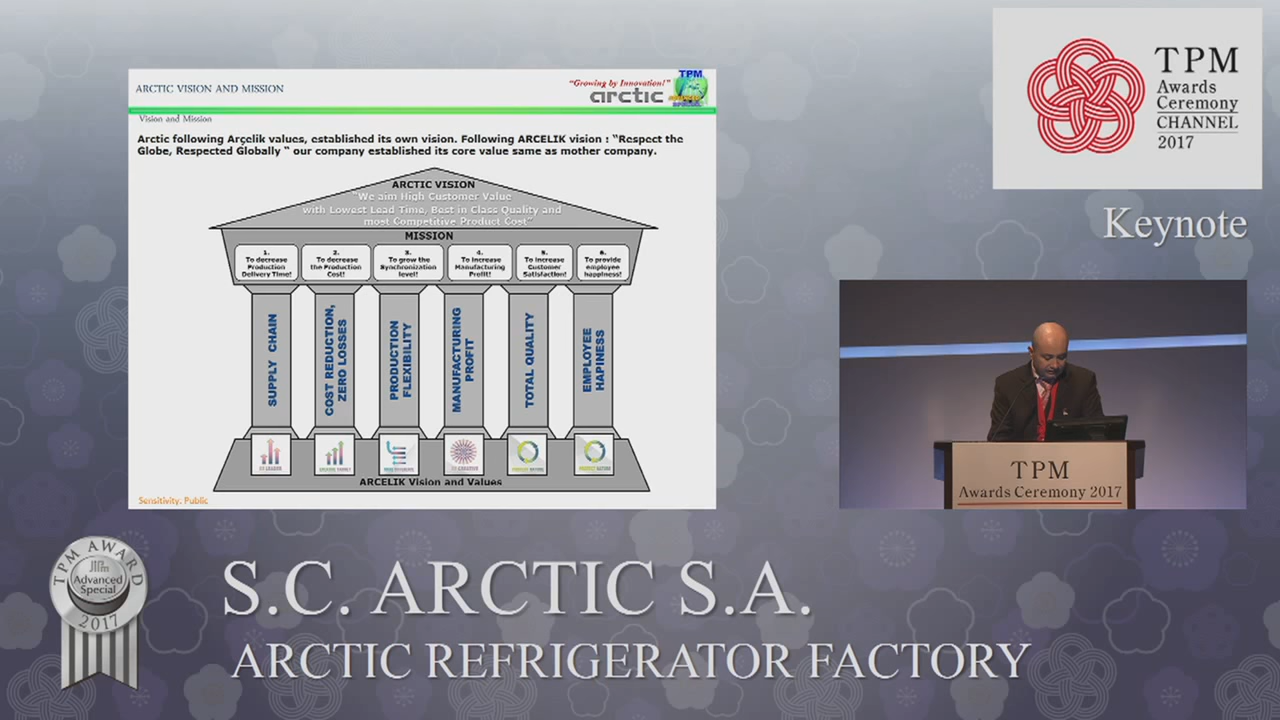 ARCTIC VISION AND MISSION
"Growing by Innovation!"
arctic
TPM
Vision and Mission
Arctic following Arçelik values, established its own vision. Following ARCELIK vision : "Respect the
Globe, Respected Globally " our company established its core value same as mother company.
ARCTIC VISION
"We aim High Customer Value
with Lowest Lead Time, Best in Class Quality and
most Competitive Product Cost"
MISSION
1.
To decrease
Production
Delivery Time!
2.
To decrease
the Production
Cost!
3.
To grow the
Synchronization
level!
4.
To increase
Manufacturing
Profit!
5.
To increase
Customer
Satisfaction!
6.
To provide
employee
happiness!
SUPPLY CHAIN
COST REDUCTION,
ZERO LOSSES
PRODUCTION
FLEXIBILITY
MANUFACTURING
PROFIT
TOTAL QUALITY
EMPLOYEE
HAPINESS
ARCELIK Vision and Values
Sensitivity: Public
TPM
Awards
Ceremony
CHANNEL
2017
Keynote
TPM
Awards Ceremony 2017
TPM AWARD
JIPM
Advanced
Special
2017
S.C. ARCTIC S.A.
ARCTIC REFRIGERATOR FACTORY